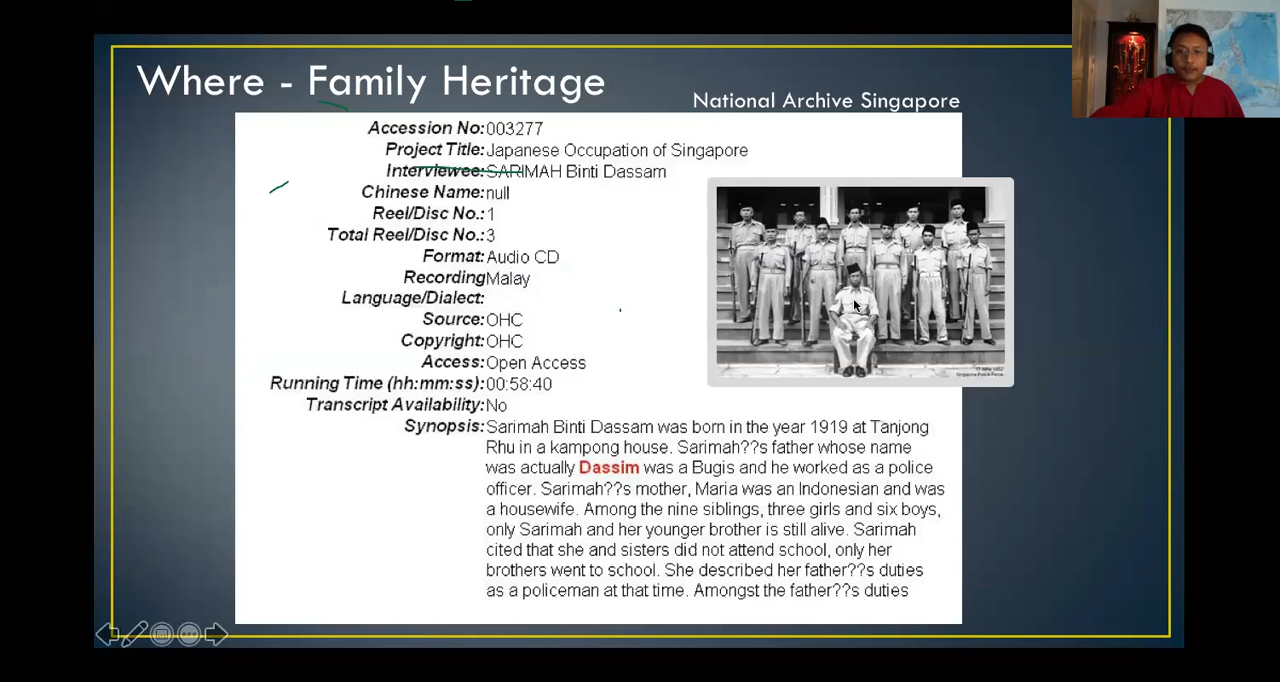 Where - Family Heritage
National Archive Singapore
Accession No: 003277
Project Title: Japanese Occupation of Singapore
Interviewee: SARIMAH Binti Dassam
Chinese Name: null
Reel/Disc No.: 1
Total Reel/Disc No.: 3
Format: Audio CD
Recording Malay
Language/Dialect:
Source: OHC
Copyright: OHC
Access: Open Access
Running Time (hh:mm:ss): 00:58:40
Transcript Availability: No
Synopsis: Sarimah Binti Dassam was born in the year 1919 at Tanjong
Rhu in a kampong house. Sarimah??s father whose name
was actually Dassim was a Bugis and he worked as a police
officer. Sarimah??s mother, Maria was an Indonesian and was
a housewife. Among the nine siblings, three girls and six boys,
only Sarimah and her younger brother is still alive. Sarimah
cited that she and sisters did not attend school, only her
brothers went to school. She described her father??s duties
as a policeman at that time. Amongst the father??s duties
Singapore Police Force